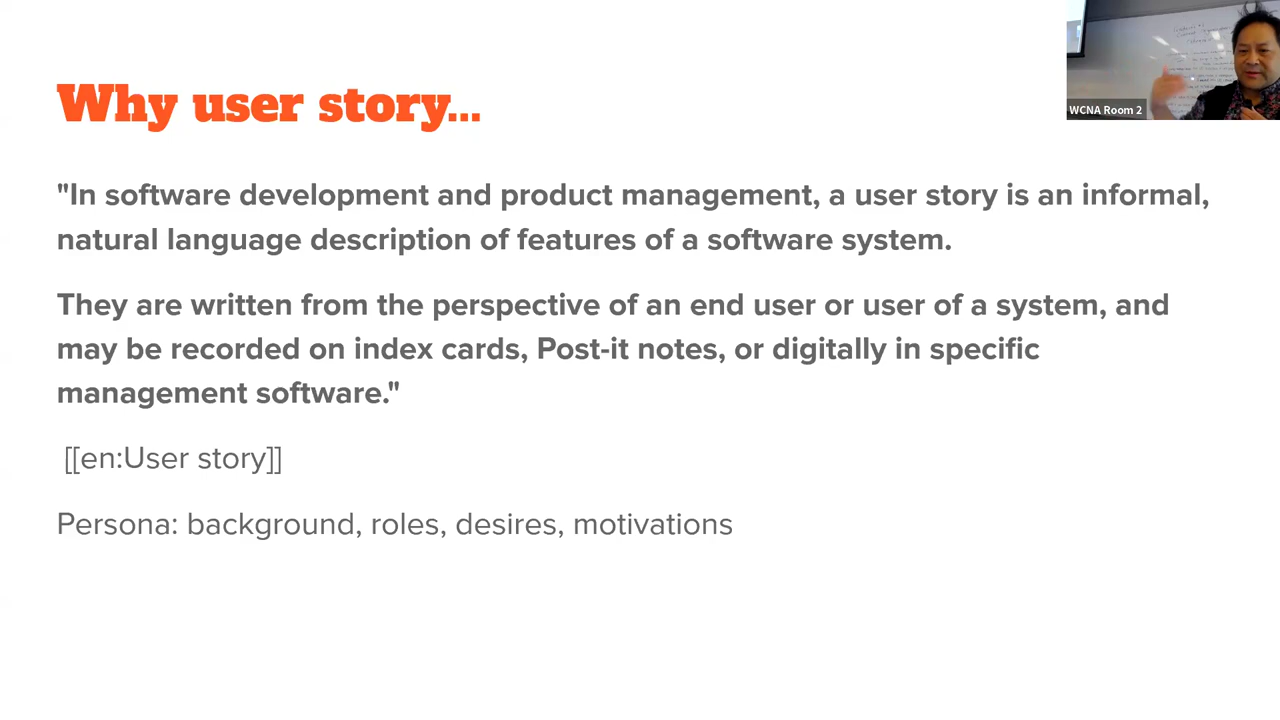 Why user story...
"In software development and product management, a user story is an informal,
natural language description of features of a software system.
They are written from the perspective of an end user or user of a system, and
may be recorded on index cards, Post-it notes, or digitally in specific
management software."
[[en:User story]]
Persona: background, roles, desires, motivations
WCNA Room 2